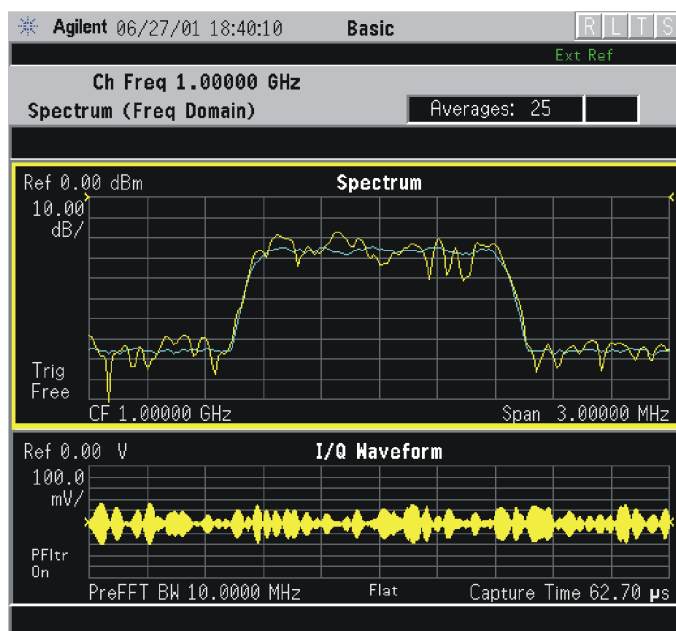 Agilent 06/27/01 18:40:10 Basic R L T S
Ext Ref
Ch Freq 1.00000 GHz
Spectrum (Freq Domain) Averages: 25
Ref 0.00 dBm Spectrum
10.00
dB/
Trig
Free
CF 1.00000 GHz Span 3.00000 MHz
Ref 0.00 V I/Q Waveform
100.0
mV/
PFltr
On
PreFFT BW 10.0000 MHz Flat Capture Time 62.70 µs